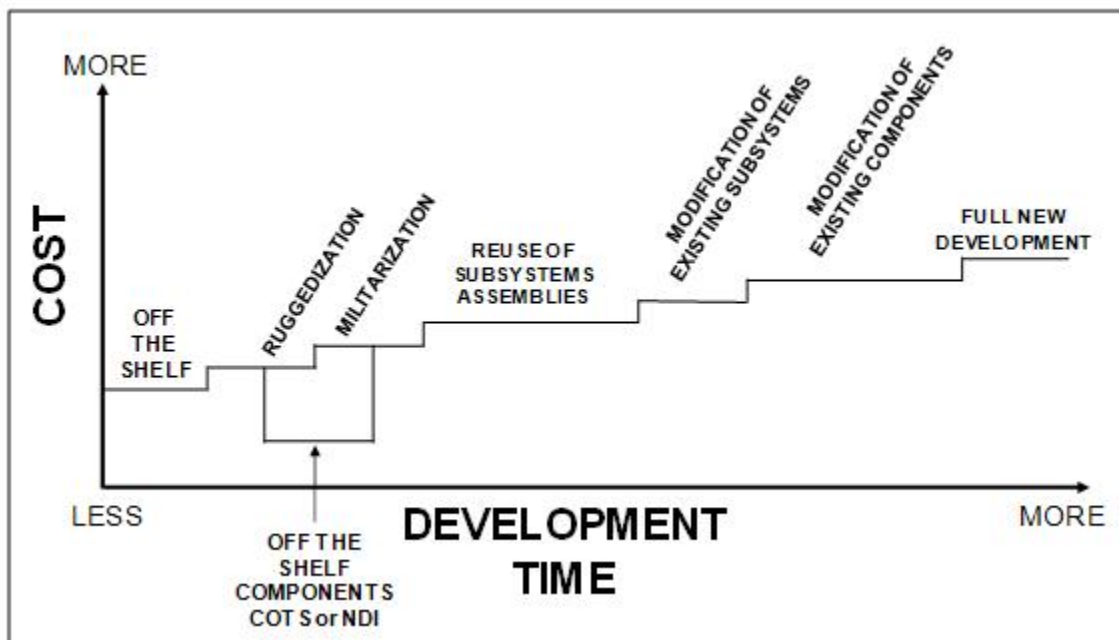 MORE
COST
OFF
THE
SHELF
RUGGEDIZATION
MILITARIZATION
REUSE OF
SUBSYSTEMS
ASSEMBLIES
MODIFICATION OF
EXISTING SUBSYSTEMS
MODIFICATION OF
EXISTING COMPONENTS
FULL NEW
DEVELOPMENT
LESS
DEVELOPMENT
TIME
MORE
OFF THE
SHELF
COMPONENTS
COTS or NDI